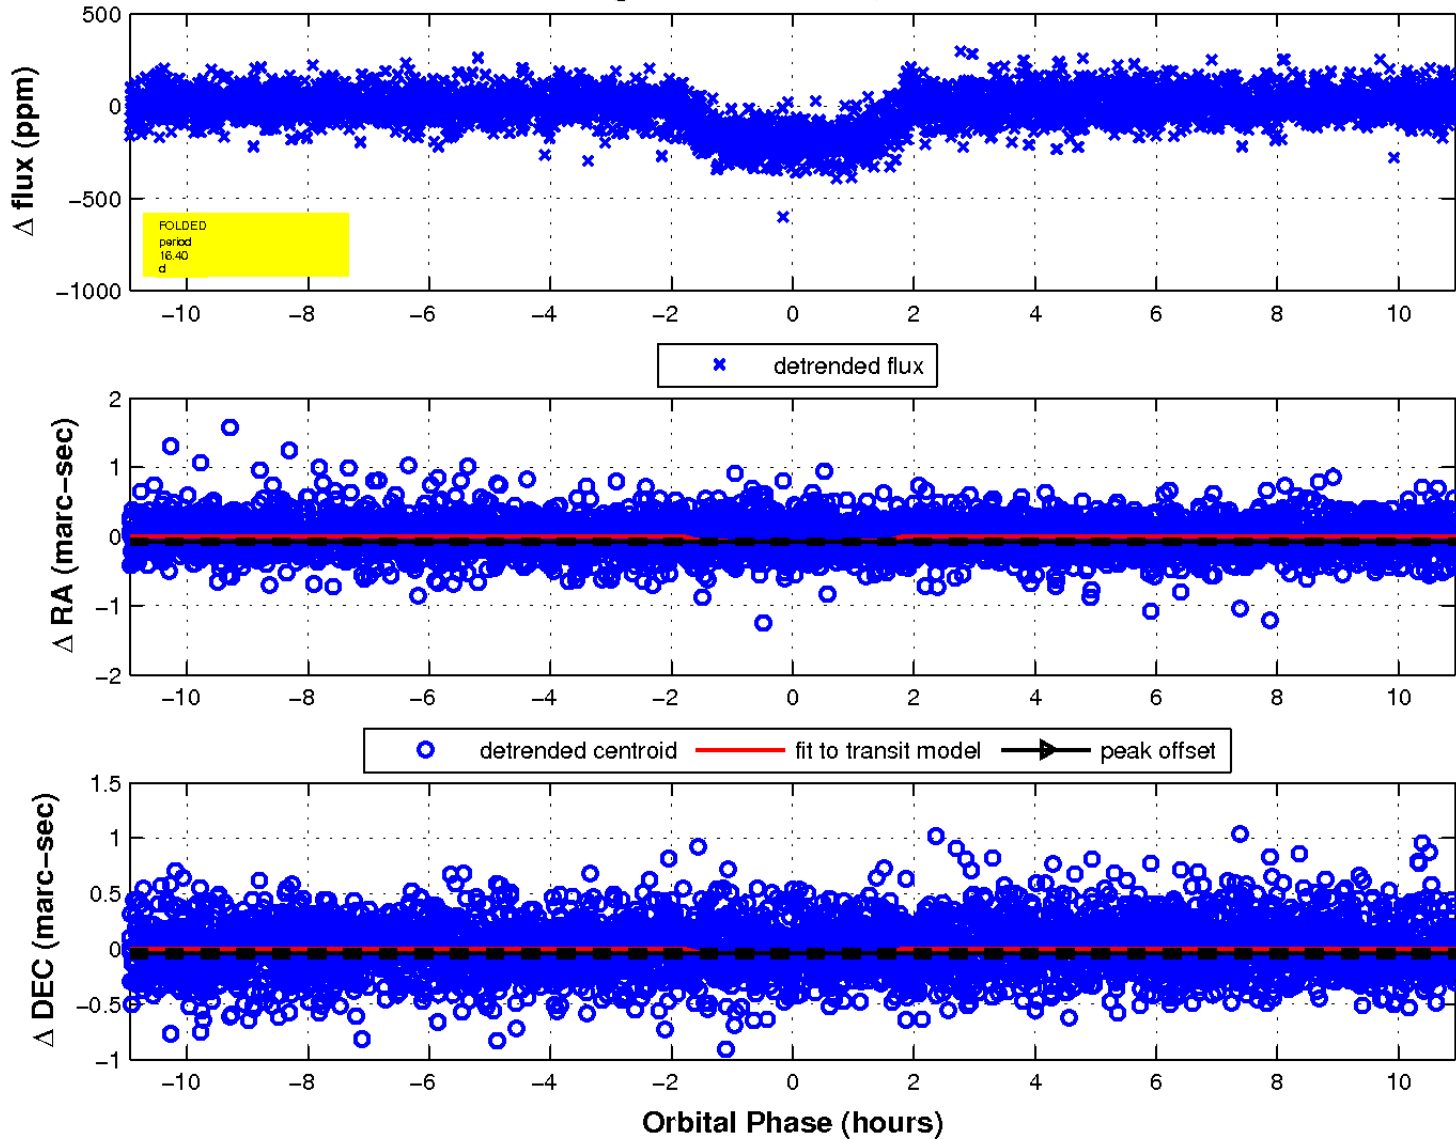 500
0
−500
−1000
Δ flux (ppm)
FOLDED
period
16.40
d
−10 −8 −6 −4 −2 0 2 4 6 8 10
detrended flux
2
1
0
−1
−2
Δ RA (marc−sec)
−10 −8 −6 −4 −2 0 2 4 6 8 10
detrended centroid fit to transit model peak offset
1.5
1
0.5
0
−0.5
−1
Δ DEC (marc−sec)
−10 −8 −6 −4 −2 0 2 4 6 8 10
Orbital Phase (hours)